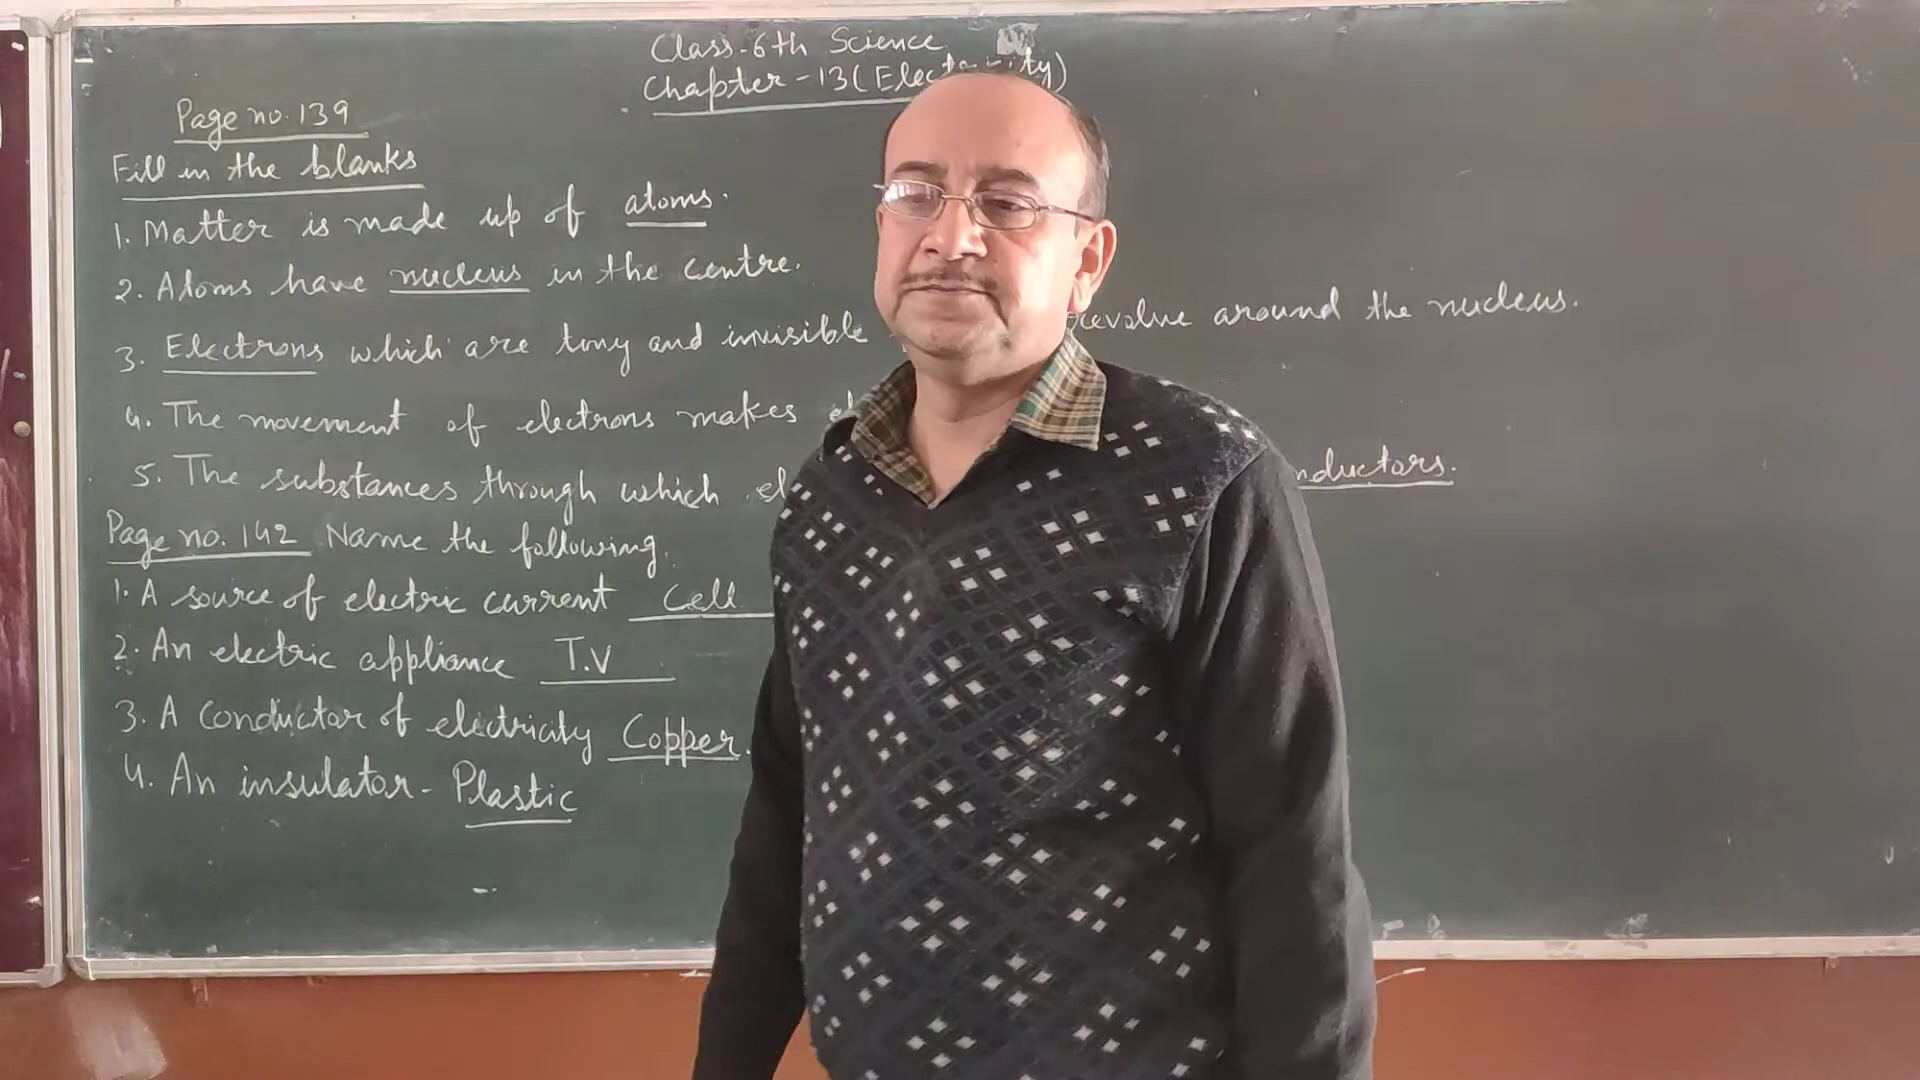 Class-6th Science
Chapter-13(Electricity)
Page no. 139
Fill in the blanks
1. Matter is made up of atoms.
2. Atoms have nucleus in the centre.
3. Electrons which are tiny and invisible revolve around the nucleus.
4. The movement of electrons makes
5. The substances through which
Page no. 142 Name the following.
1. A source of electric current Cell
2. An electric appliance T.V
3. A conductor of electricity Copper.
4. An insulator - Plastic